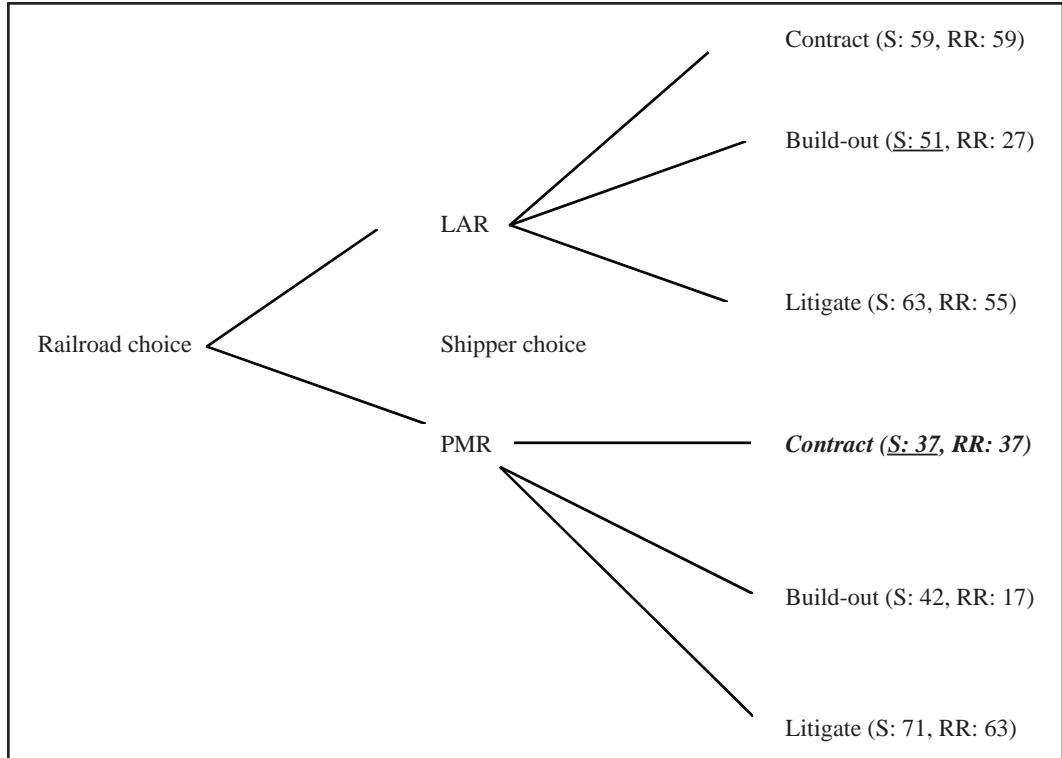 Contract (S: 59, RR: 59)
Build-out (S: 51, RR: 27)
LAR
Litigate (S: 63, RR: 55)
Railroad choice
Shipper choice
PMR
Contract (S: 37, RR: 37)
Build-out (S: 42, RR: 17)
Litigate (S: 71, RR: 63)